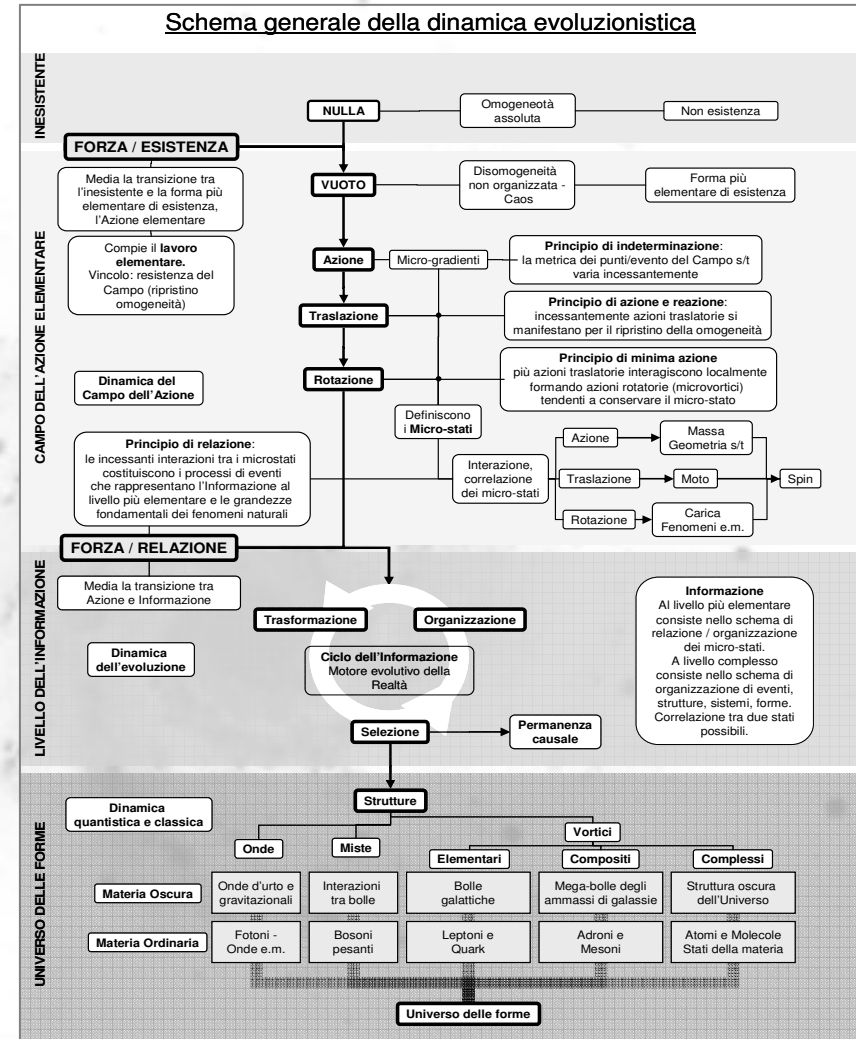 Schema generale della dinamica evoluzionistica
INESISTENTE
NULLA
Omogeneotà
assoluta
Non esistenza
FORZA / ESISTENZA
Media la transizione tra
l'inesistente e la forma più
elementare di esistenza,
l'Azione elementare
VUOTO
Disomogeneità
non organizzata -
Caos
Forma più
elementare di esistenza
CAMPO DELL'AZIONE ELEMENTARE
Compie il lavoro
elementare.
Vincolo: resistenza del
Campo (ripristino
omogeneità)
Azione
Micro-gradienti
Principio di indeterminazione:
la metrica dei punti/evento del Campo s/t
varia incessantemente
Traslazione
Principio di azione e reazione:
incessantemente azioni traslatorie si
manifestano per il ripristino della omogeneità
Rotazione
Principio di minima azione
più azioni traslatorie interagiscono localmente
formando azioni rotatorie (microvortici)
tendenti a conservare il micro-stato
Dinamica del
Campo dell'Azione
Definiscono
i Micro-stati
Principio di relazione:
le incessanti interazioni tra i microstati
costituiscono i processi di eventi
che rappresentano l'Informazione al
livello più elementare e le grandezze
fondamentali dei fenomeni naturali
Interazione,
correlazione
dei micro-stati
Azione
Massa
Geometria s/t
Traslazione
Moto
Spin
Rotazione
Carica
Fenomeni e.m.
FORZA / RELAZIONE
Media la transizione tra
Azione e Informazione
LIVELLO DELL'INFORMAZIONE
Trasformazione
Organizzazione
Dinamica
dell'evoluzione
Ciclo dell'Informazione
Motore evolutivo della
Realtà
Informazione
Al livello più elementare
consiste nello schema di
relazione / organizzazione
dei micro-stati.
A livello complesso
consiste nello schema di
organizzazione di eventi,
strutture, sistemi, forme.
Correlazione tra due stati
possibili.
Selezione
Permanenza
causale
UNIVERSO DELLE FORME
Dinamica
quantistica e classica
Strutture
Onde
Miste
Vortici
Elementari
Compositi
Complessi
Materia Oscura
Onde d'urto e
gravitazionali
Interazioni
tra bolle
Bolle
galattiche
Mega-bolle degli
ammassi di galassie
Struttura oscura
dell'Universo
Materia Ordinaria
Fotoni -
Onde e.m.
Bosoni
pesanti
Leptoni e
Quark
Adroni e
Mesoni
Atomi e Molecole
Stati della materia
Universo delle forme